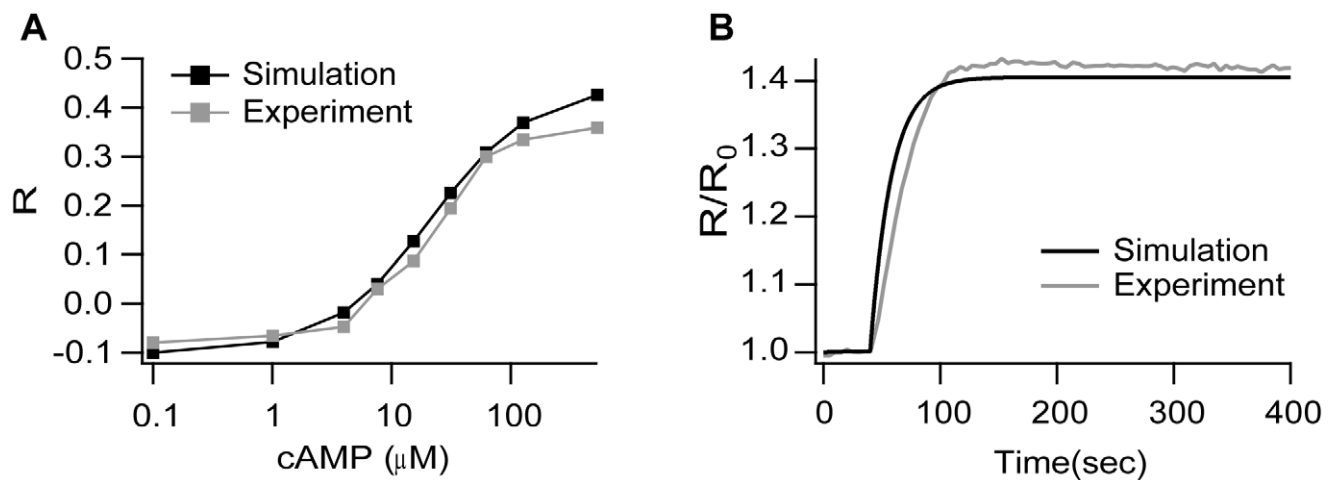 A
R
0.5
0.4
0.3
0.2
0.1
0.0
-0.1
Simulation
Experiment
0.1 1 10 100
cAMP (μM)
B
R/R0
1.4
1.3
1.2
1.1
1.0
Simulation
Experiment
0 100 200 300 400
Time(sec)